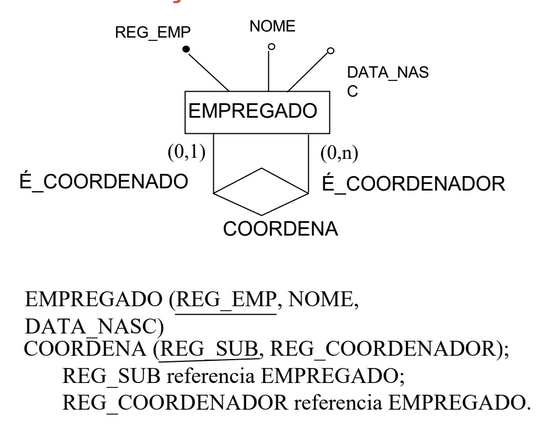 REG_EMP
NOME
DATA_NAS
C
EMPREGADO
(0,1)
(0,n)
É_COORDENADO
É_COORDENADOR
COORDENA
EMPREGADO (REG_EMP, NOME,
DATA_NASC)
COORDENA (REG_SUB, REG_COORDENADOR);
REG_SUB referencia EMPREGADO;
REG_COORDENADOR referencia EMPREGADO.